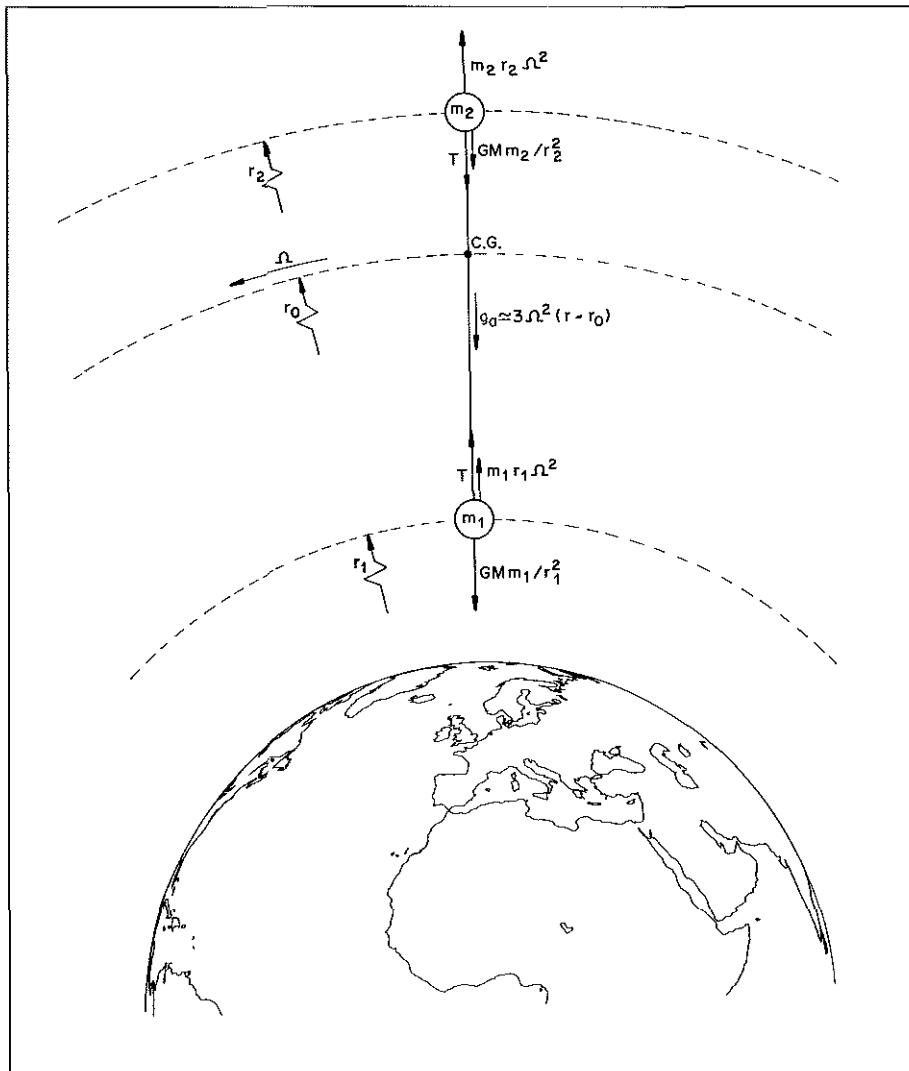 m₂ r₂ Ω²
m₂
T
GMm₂/r₂²
r₂
C.G.
Ω
r₀
gₐ≃3Ω²(r-r₀)
T
m₁ r₁ Ω²
m₁
r₁
GMm₁/r₁²